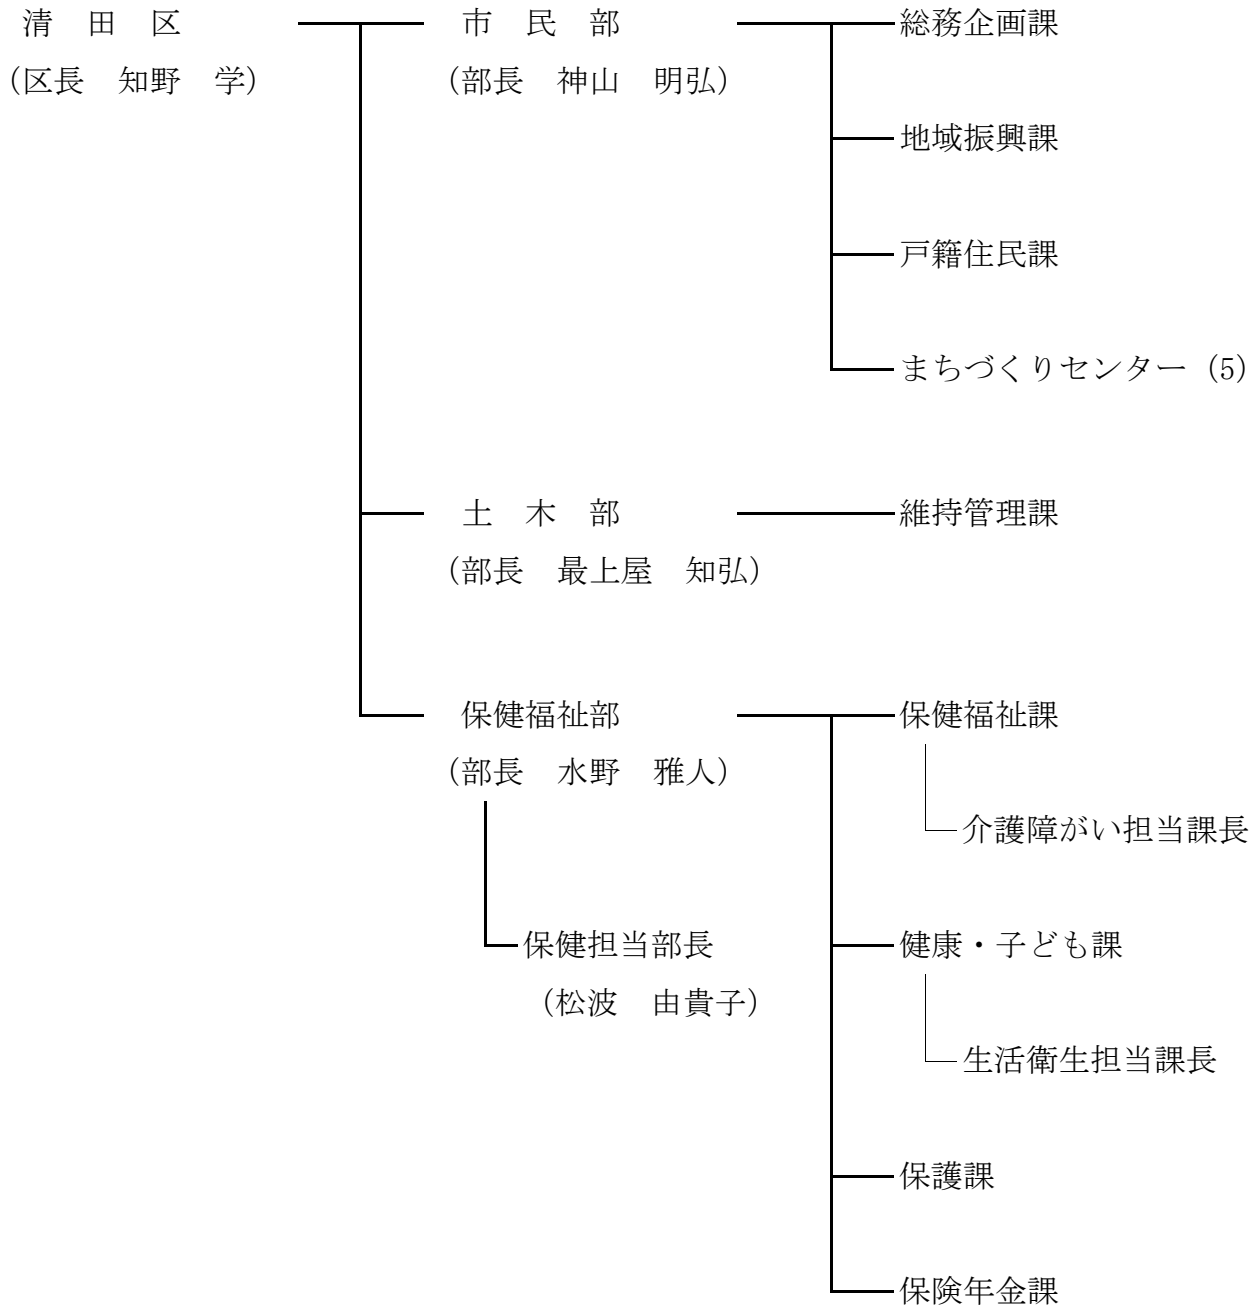 清　田　区
(区長　知野　学)
市　民　部
(部長　神山　明弘)
総務企画課
地域振興課
戸籍住民課
まちづくりセンター (5)
土　木　部
(部長　最上屋　知弘)
維持管理課
保健福祉部
(部長　水野　雅人)
保健担当部長
(松波　由貴子)
保健福祉課
介護障がい担当課長
健康・子ども課
生活衛生担当課長
保護課
保険年金課